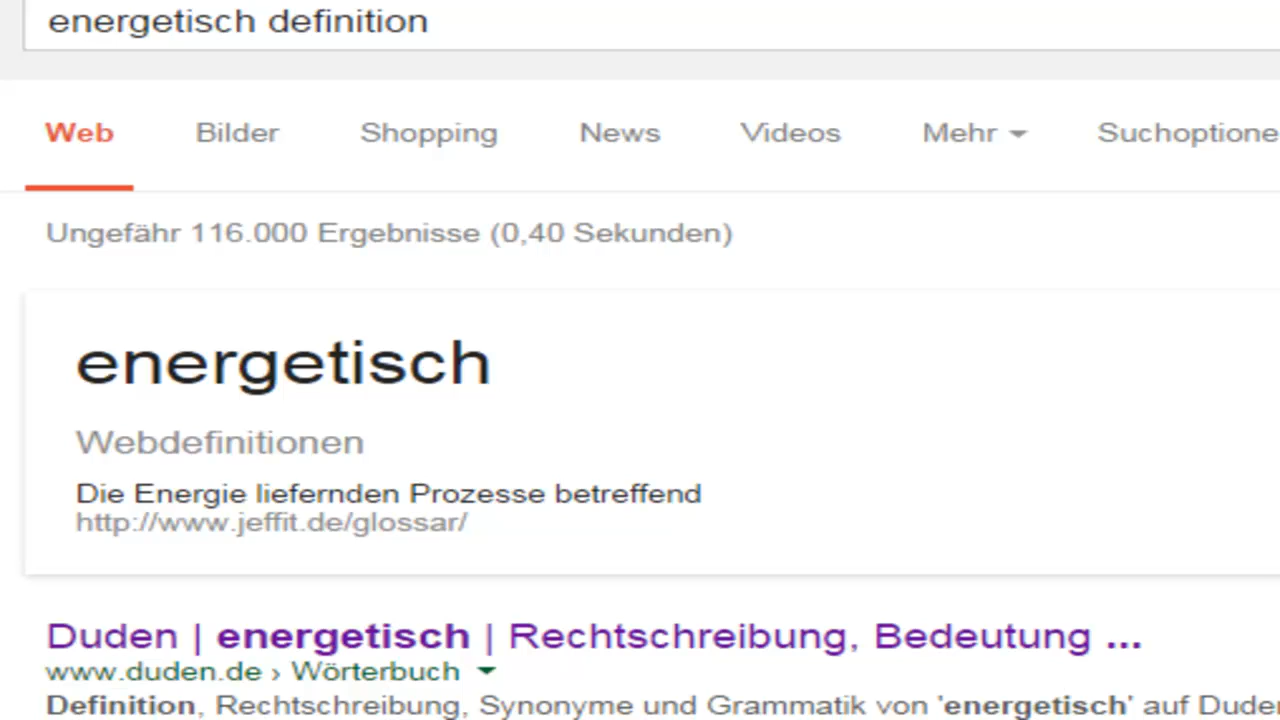 energetisch definition
Web Bilder Shopping News Videos Mehr Suchoptione
Ungefähr 116.000 Ergebnisse (0,40 Sekunden)
energetisch
Webdefinitionen
Die Energie liefernden Prozesse betreffend
http://www.jeffit.de/glossar/
Duden | energetisch | Rechtschreibung, Bedeutung ...
www.duden.de › Wörterbuch
Definition, Rechtschreibung, Synonyme und Grammatik von 'energetisch' auf Duden